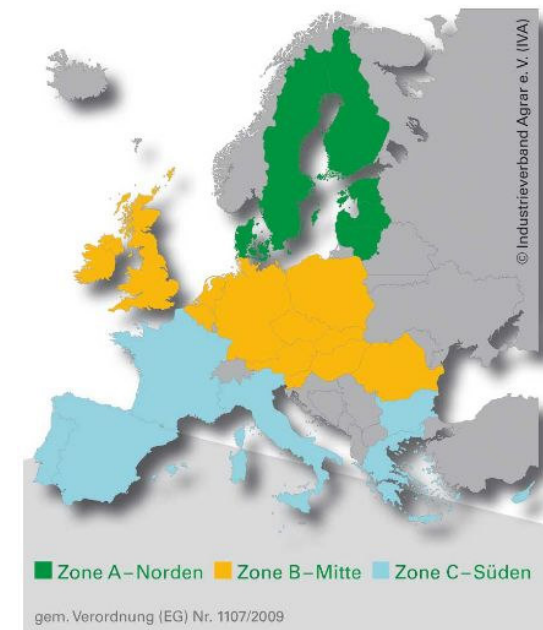 © Industrieverband Agrar e. V. (IVA)
Zone A–Norden Zone B–Mitte Zone C–Süden
gem. Verordnung (EG) Nr. 1107/2009